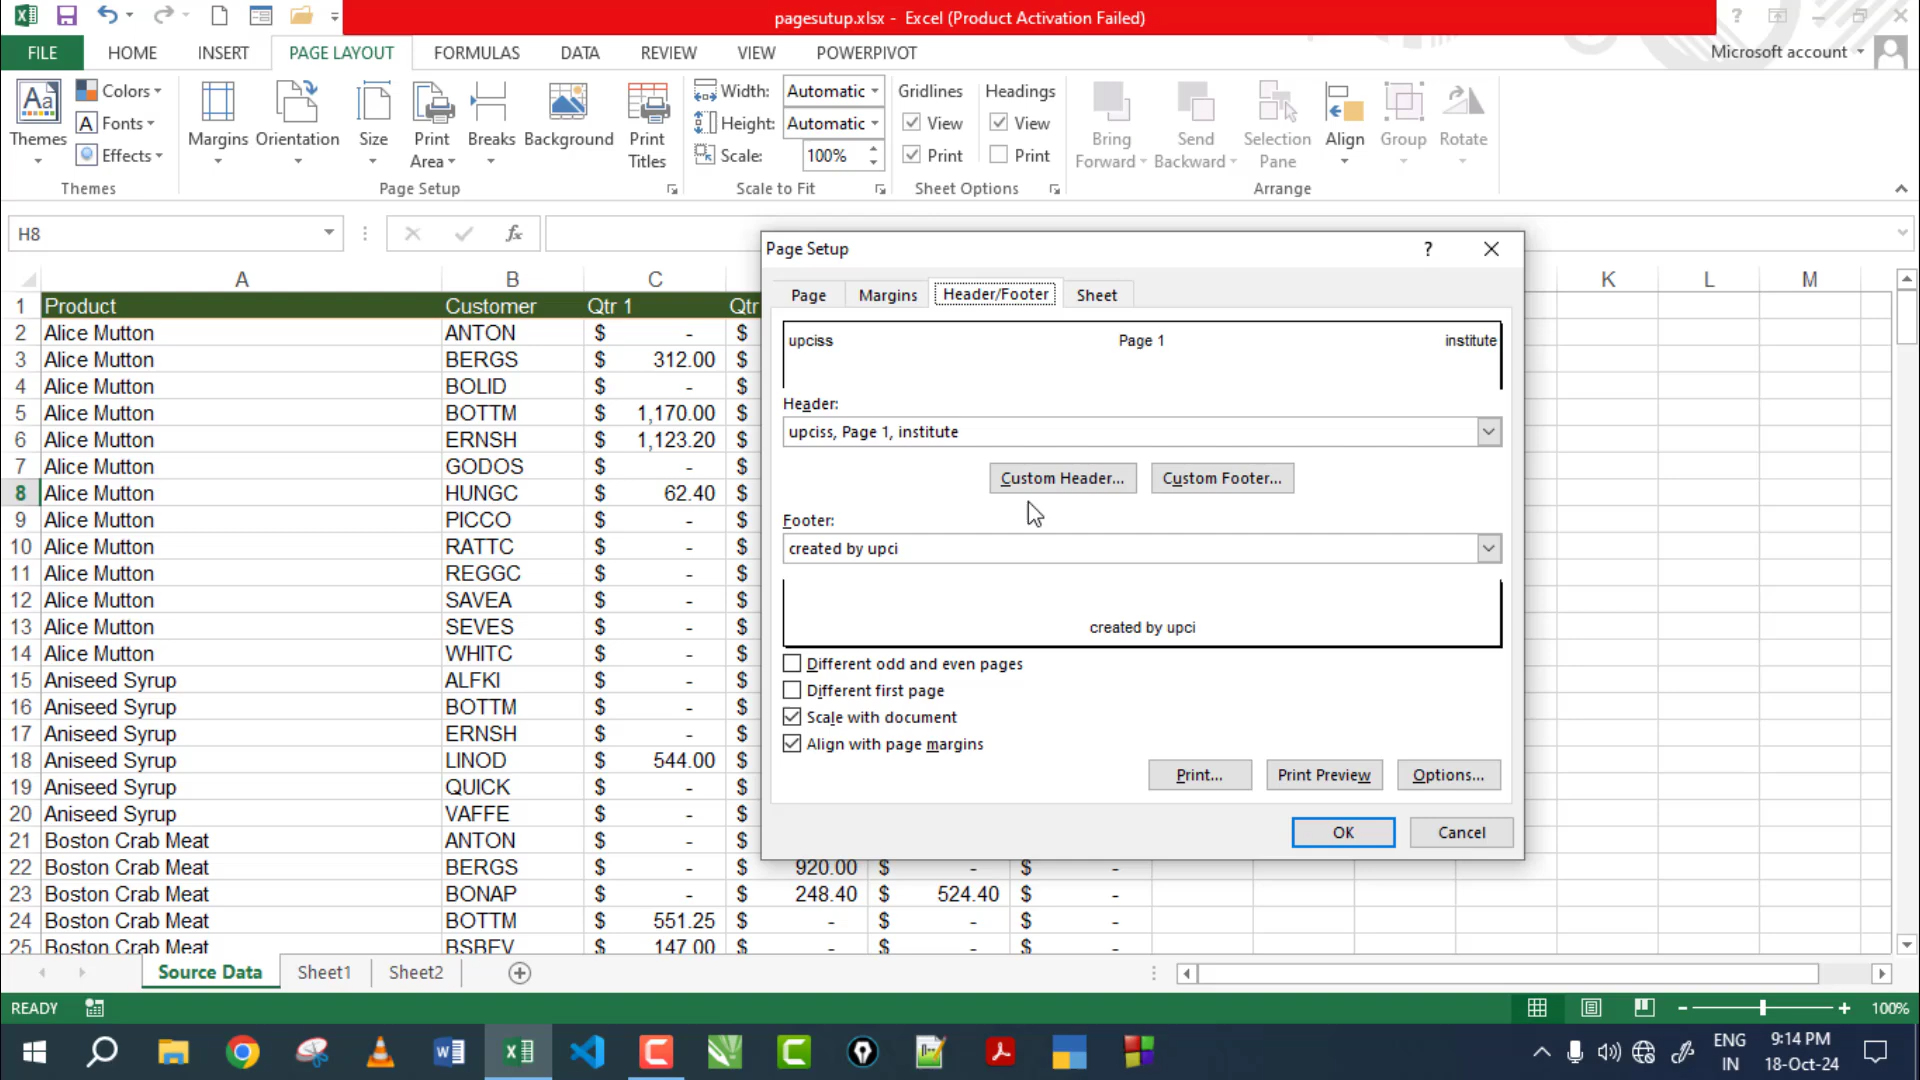 pagesutup.xlsx - Excel (Product Activation Failed)
FILE HOME INSERT PAGE LAYOUT FORMULAS DATA REVIEW VIEW POWERPIVOT Microsoft account
Themes Colors Fonts Effects Themes
Margins Orientation Size Print Area Breaks Background Print Titles Page Setup
Width: Automatic Height: Automatic Scale: 100% Scale to Fit
Gridlines View Print Headings View Print Sheet Options
Bring Forward Send Backward Selection Pane Align Group Rotate Arrange
H8 fx
A B C K L M
1 Product Customer Qtr 1 Qtr
2 Alice Mutton ANTON $ - $
3 Alice Mutton BERGS $ 312.00 $
4 Alice Mutton BOLID $ - $
5 Alice Mutton BOTTM $ 1,170.00 $
6 Alice Mutton ERNSH $ 1,123.20 $
7 Alice Mutton GODOS $ - $
8 Alice Mutton HUNGC $ 62.40 $
9 Alice Mutton PICCO $ - $
10 Alice Mutton RATTC $ - $
11 Alice Mutton REGGC $ - $
12 Alice Mutton SAVEA $ - $
13 Alice Mutton SEVES $ - $
14 Alice Mutton WHITC $ - $
15 Aniseed Syrup ALFKI $ - $
16 Aniseed Syrup BOTTM $ - $
17 Aniseed Syrup ERNSH $ - $
18 Aniseed Syrup LINOD $ 544.00 $
19 Aniseed Syrup QUICK $ - $
20 Aniseed Syrup VAFFE $ - $
21 Boston Crab Meat ANTON $ - $
22 Boston Crab Meat BERGS $ - $ 920.00 $ - $ -
23 Boston Crab Meat BONAP $ - $ 248.40 $ 524.40 $ -
24 Boston Crab Meat BOTTM $ 551.25 $ - $ - $ -
25 Boston Crab Meat BSBEV $ 147.00 $ - $ - $ -
Page Setup ?
Page Margins Header/Footer Sheet
upciss Page 1 institute
Header:
upciss, Page 1, institute
Custom Header... Custom Footer...
Footer:
created by upci
created by upci
Different odd and even pages
Different first page
Scale with document
Align with page margins
Print... Print Preview Options...
OK Cancel
Source Data Sheet1 Sheet2
READY 100%
ENG 9:14 PM
IN 18-Oct-24